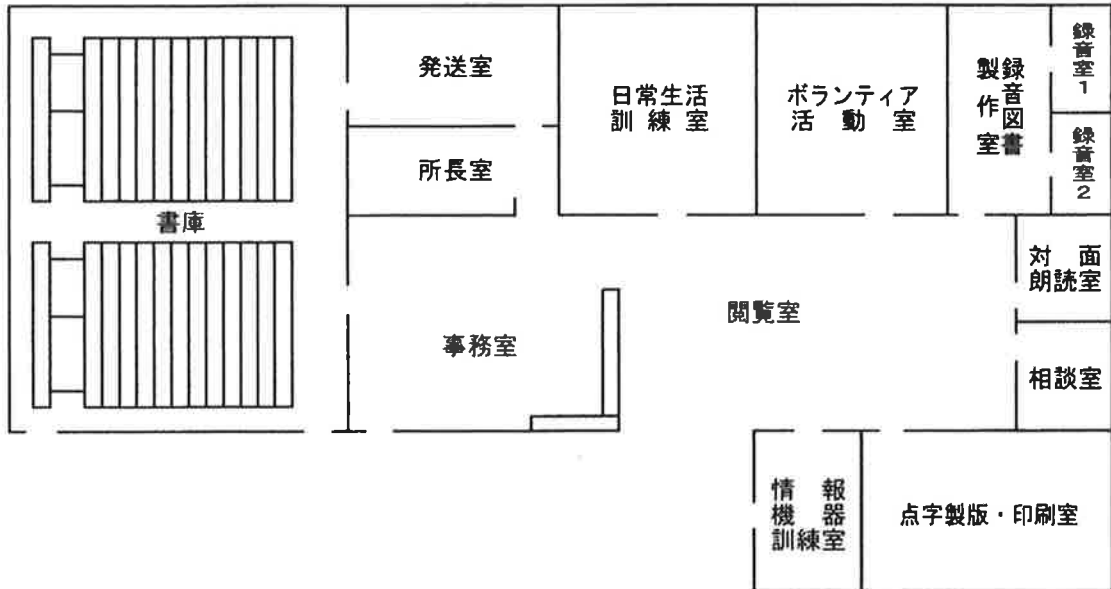 発送室
日常生活
訓練室
ボランティア
活動室
録音図書
製作室
録音室1
録音室2
所長室
書庫
対面
朗読室
閲覧室
事務室
相談室
情報
機器
訓練室
点字製版・印刷室